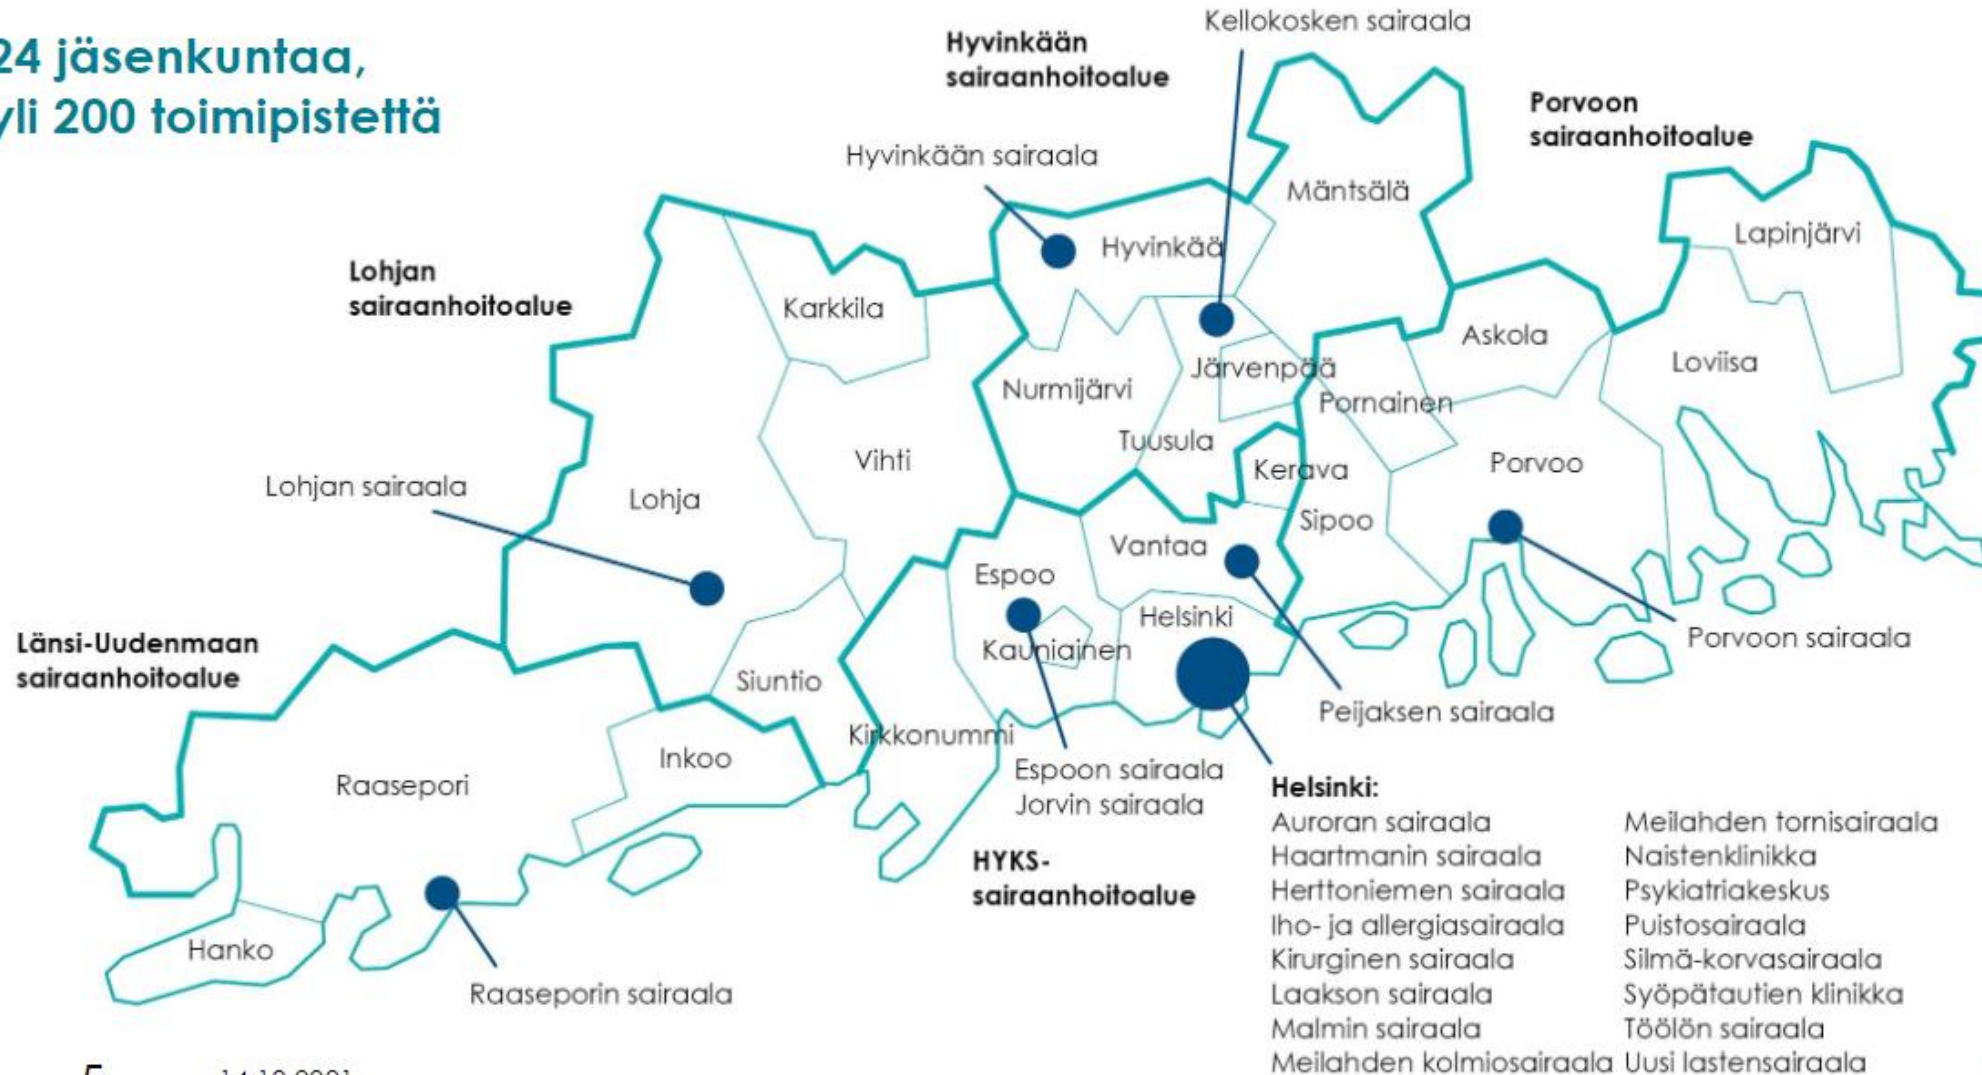 24 jäsenkuntaa,
yli 200 toimipistettä
Kellokosken sairaala
Hyvinkään
sairaanhoitoalue
Porvoon
sairaanhoitoalue
Hyvinkään sairaala
Mäntsälä
Lapinjärvi
Hyvinkää
Lohjan
sairaanhoitoalue
Karkkila
Askola
Loviisa
Järvenpää
Nurmijärvi
Pornainen
Tuusula
Vihti
Kerava
Porvoo
Lohjan sairaala
Lohja
Sipoo
Vantaa
Espoo
Helsinki
Länsi-Uudenmaan
sairaanhoitoalue
Kauniainen
Porvoon sairaala
Siuntio
Peijaksen sairaala
Kirkkonummi
Inkoo
Raasepori
Espoon sairaala
Jorvin sairaala
HYKS-
sairaanhoitoalue
Hanko
Raaseporin sairaala
Helsinki:
Auroran sairaala
Haartmanin sairaala
Herttoniemen sairaala
Iho- ja allergiasairaala
Kirurginen sairaala
Laakson sairaala
Malmin sairaala
Meilahden kolmiosairaala
Meilahden tornisairaala
Naistenklinikka
Psykiatriakeskus
Puistosairaala
Silmä-korvasairaala
Syöpätautien klinikka
Töölön sairaala
Uusi lastensairaala